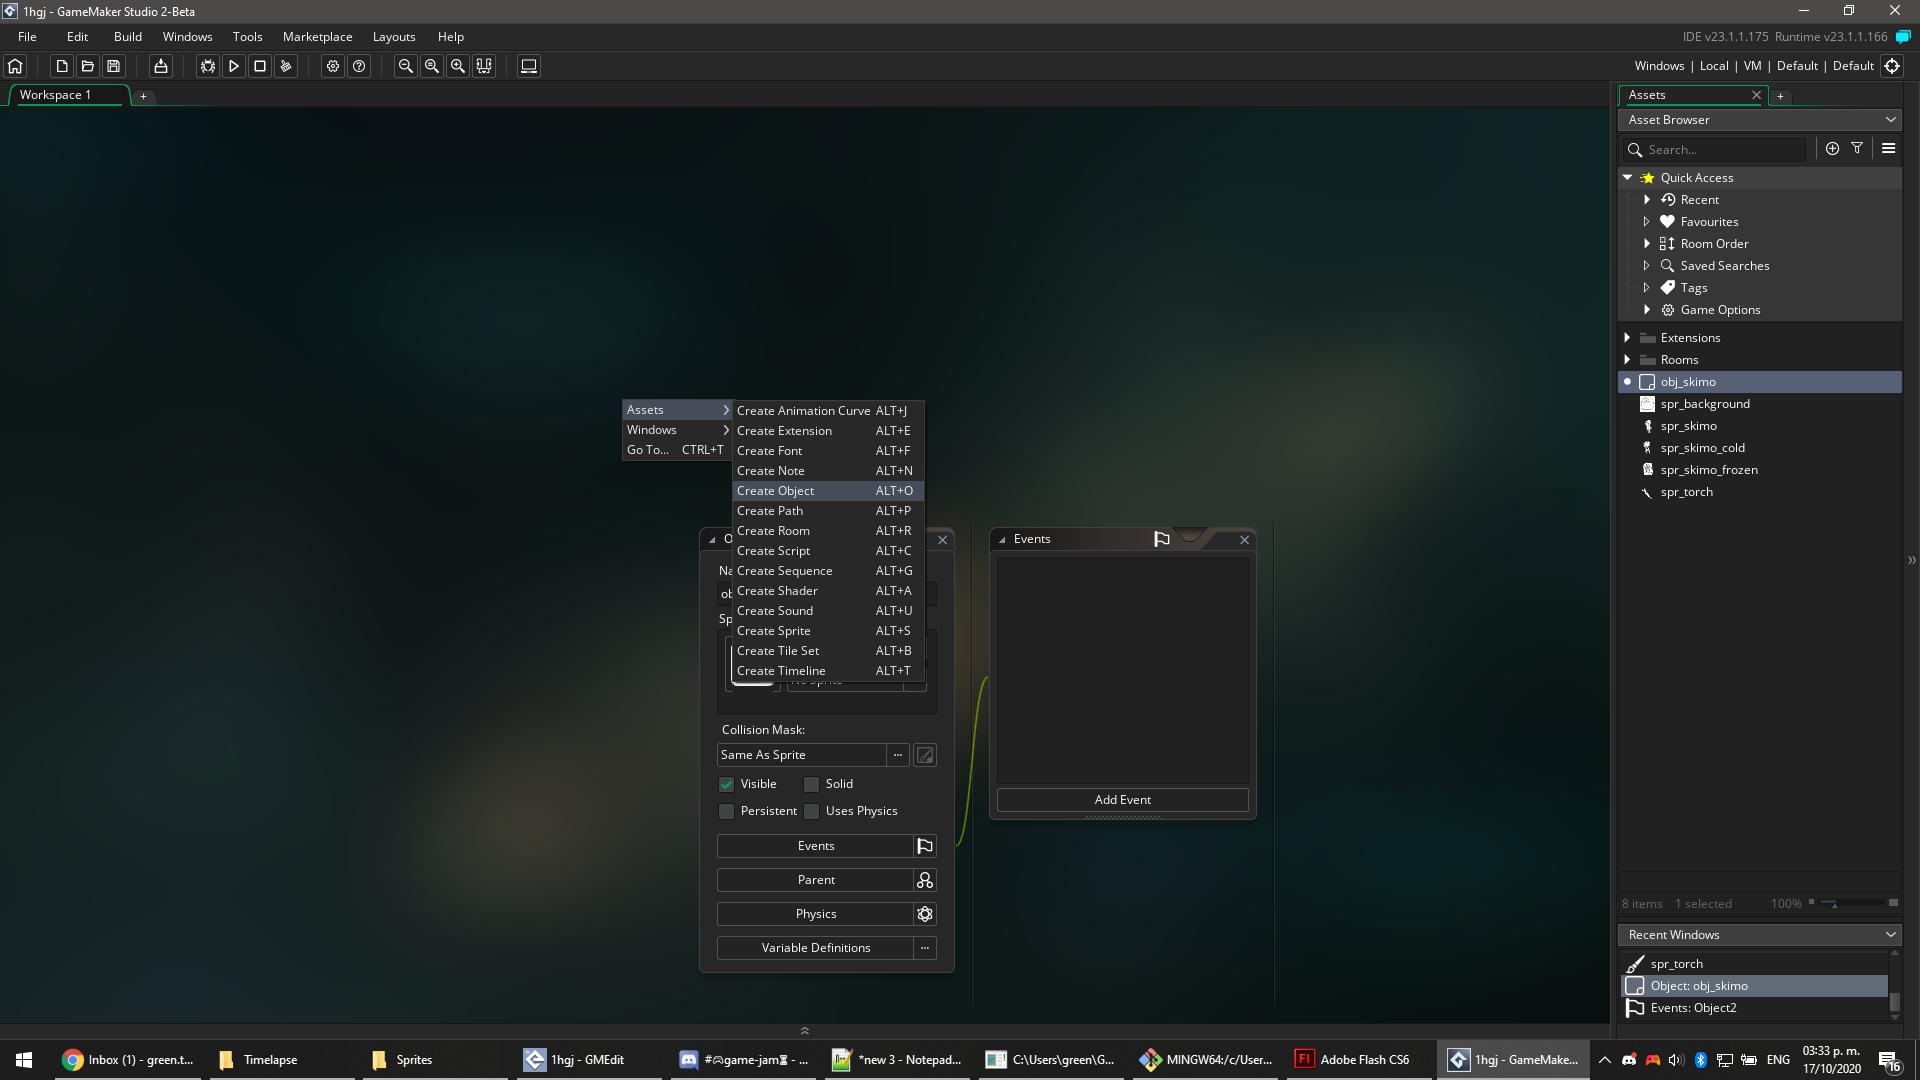 1hgj - GameMaker Studio 2-Beta
File Edit Build Windows Tools Marketplace Layouts Help
IDE v23.1.1.175 Runtime v23.1.1.166
Windows | Local | VM | Default | Default
Workspace 1 +
Assets
Asset Browser
Search...
Quick Access
Recent
Favourites
Room Order
Saved Searches
Tags
Game Options
Extensions
Rooms
obj_skimo
spr_background
spr_skimo
spr_skimo_cold
spr_skimo_frozen
spr_torch
8 items 1 selected 100%
Recent Windows
spr_torch
Object: obj_skimo
Events: Object2
Assets
Windows
Go To... CTRL+T
Create Animation Curve ALT+J
Create Extension ALT+E
Create Font ALT+F
Create Note ALT+N
Create Object ALT+O
Create Path ALT+P
Create Room ALT+R
Create Script ALT+C
Create Sequence ALT+G
Create Shader ALT+A
Create Sound ALT+U
Create Sprite ALT+S
Create Tile Set ALT+B
Create Timeline ALT+T
Collision Mask:
Same As Sprite ...
Visible Solid
Persistent Uses Physics
Events
Parent
Physics
Variable Definitions ...
Events
Add Event
Inbox (1) - green.t...
Timelapse
Sprites
1hgj - GMEdit
#🎮game-jam⏳ - ...
*new 3 - Notepad...
C:\Users\green\G...
MINGW64:/c/User...
Adobe Flash CS6
1hgj - GameMake...
ENG
03:33 p. m.
17/10/2020
16